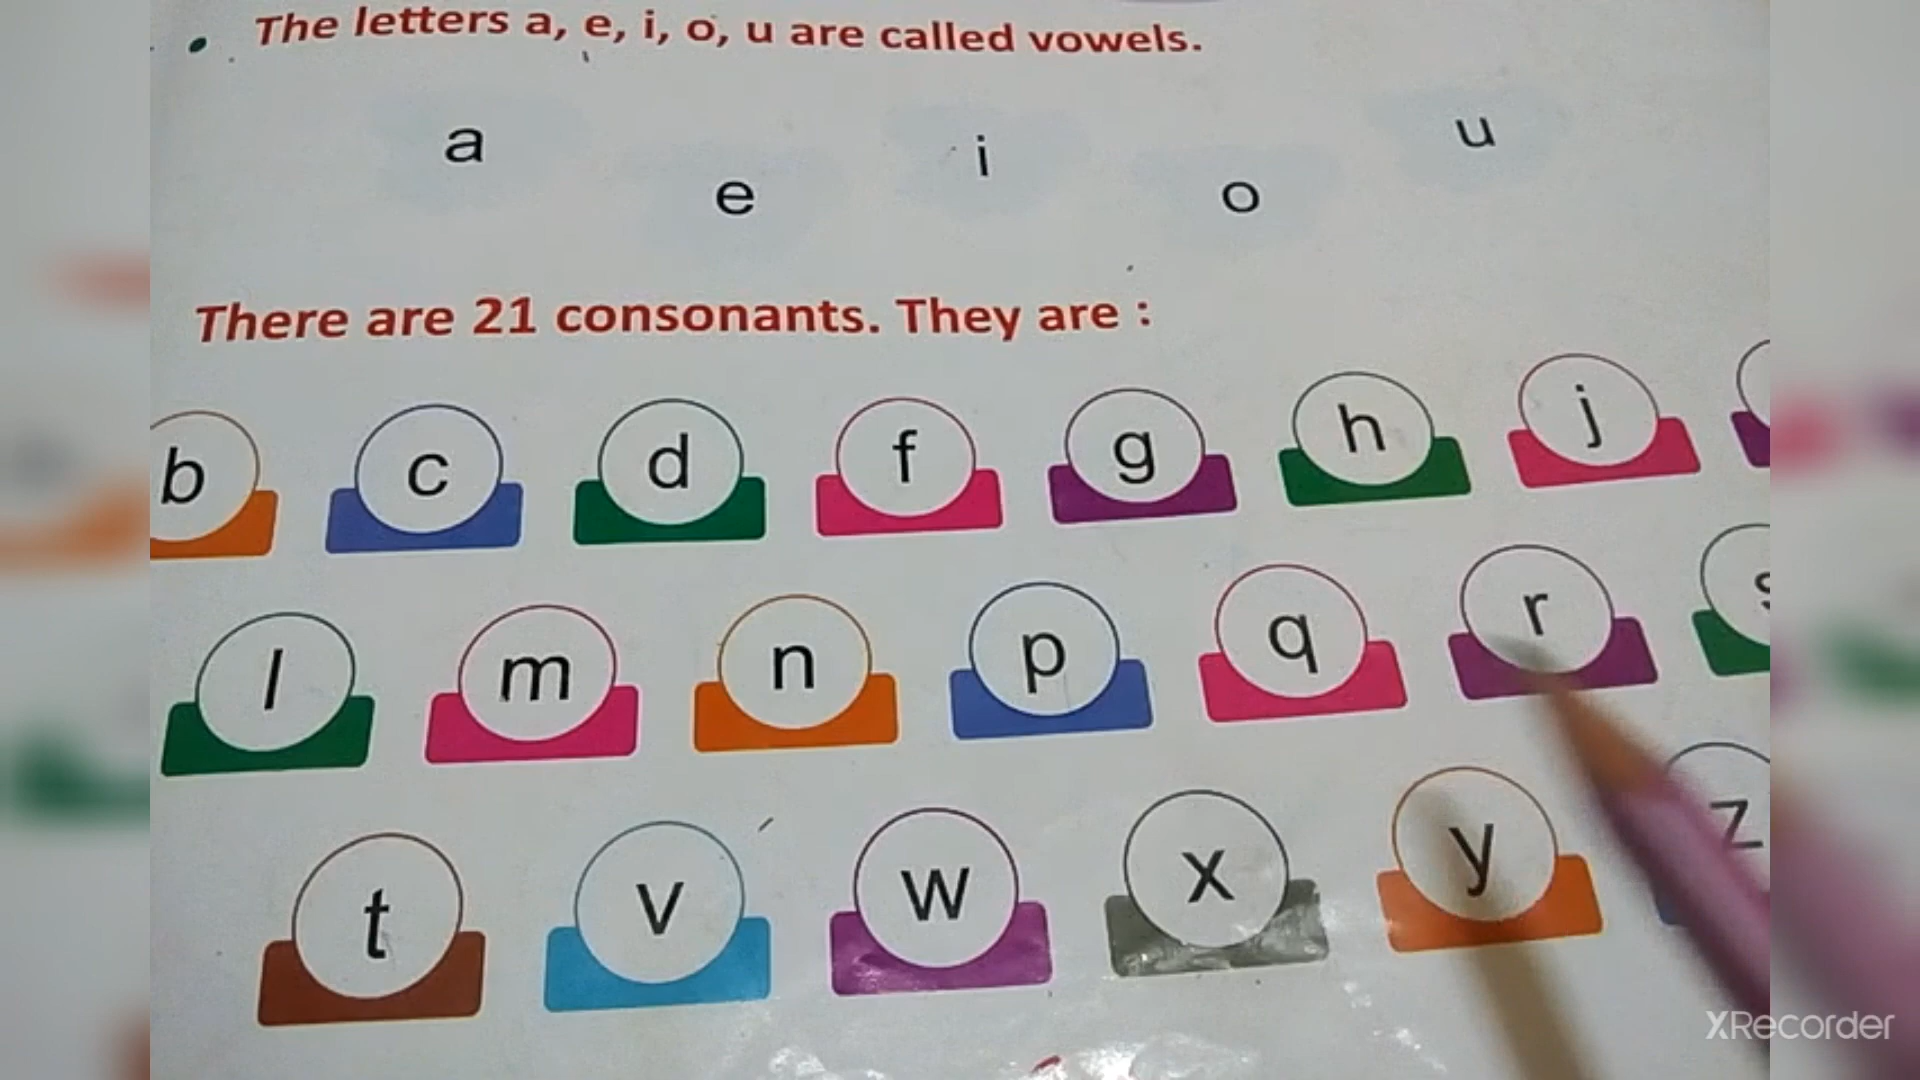 The letters a, e, i, o, u are called vowels.
a e i o u
There are 21 consonants. They are :
b c d f g h j
l m n p q r s
t v w x y z
XRecorder